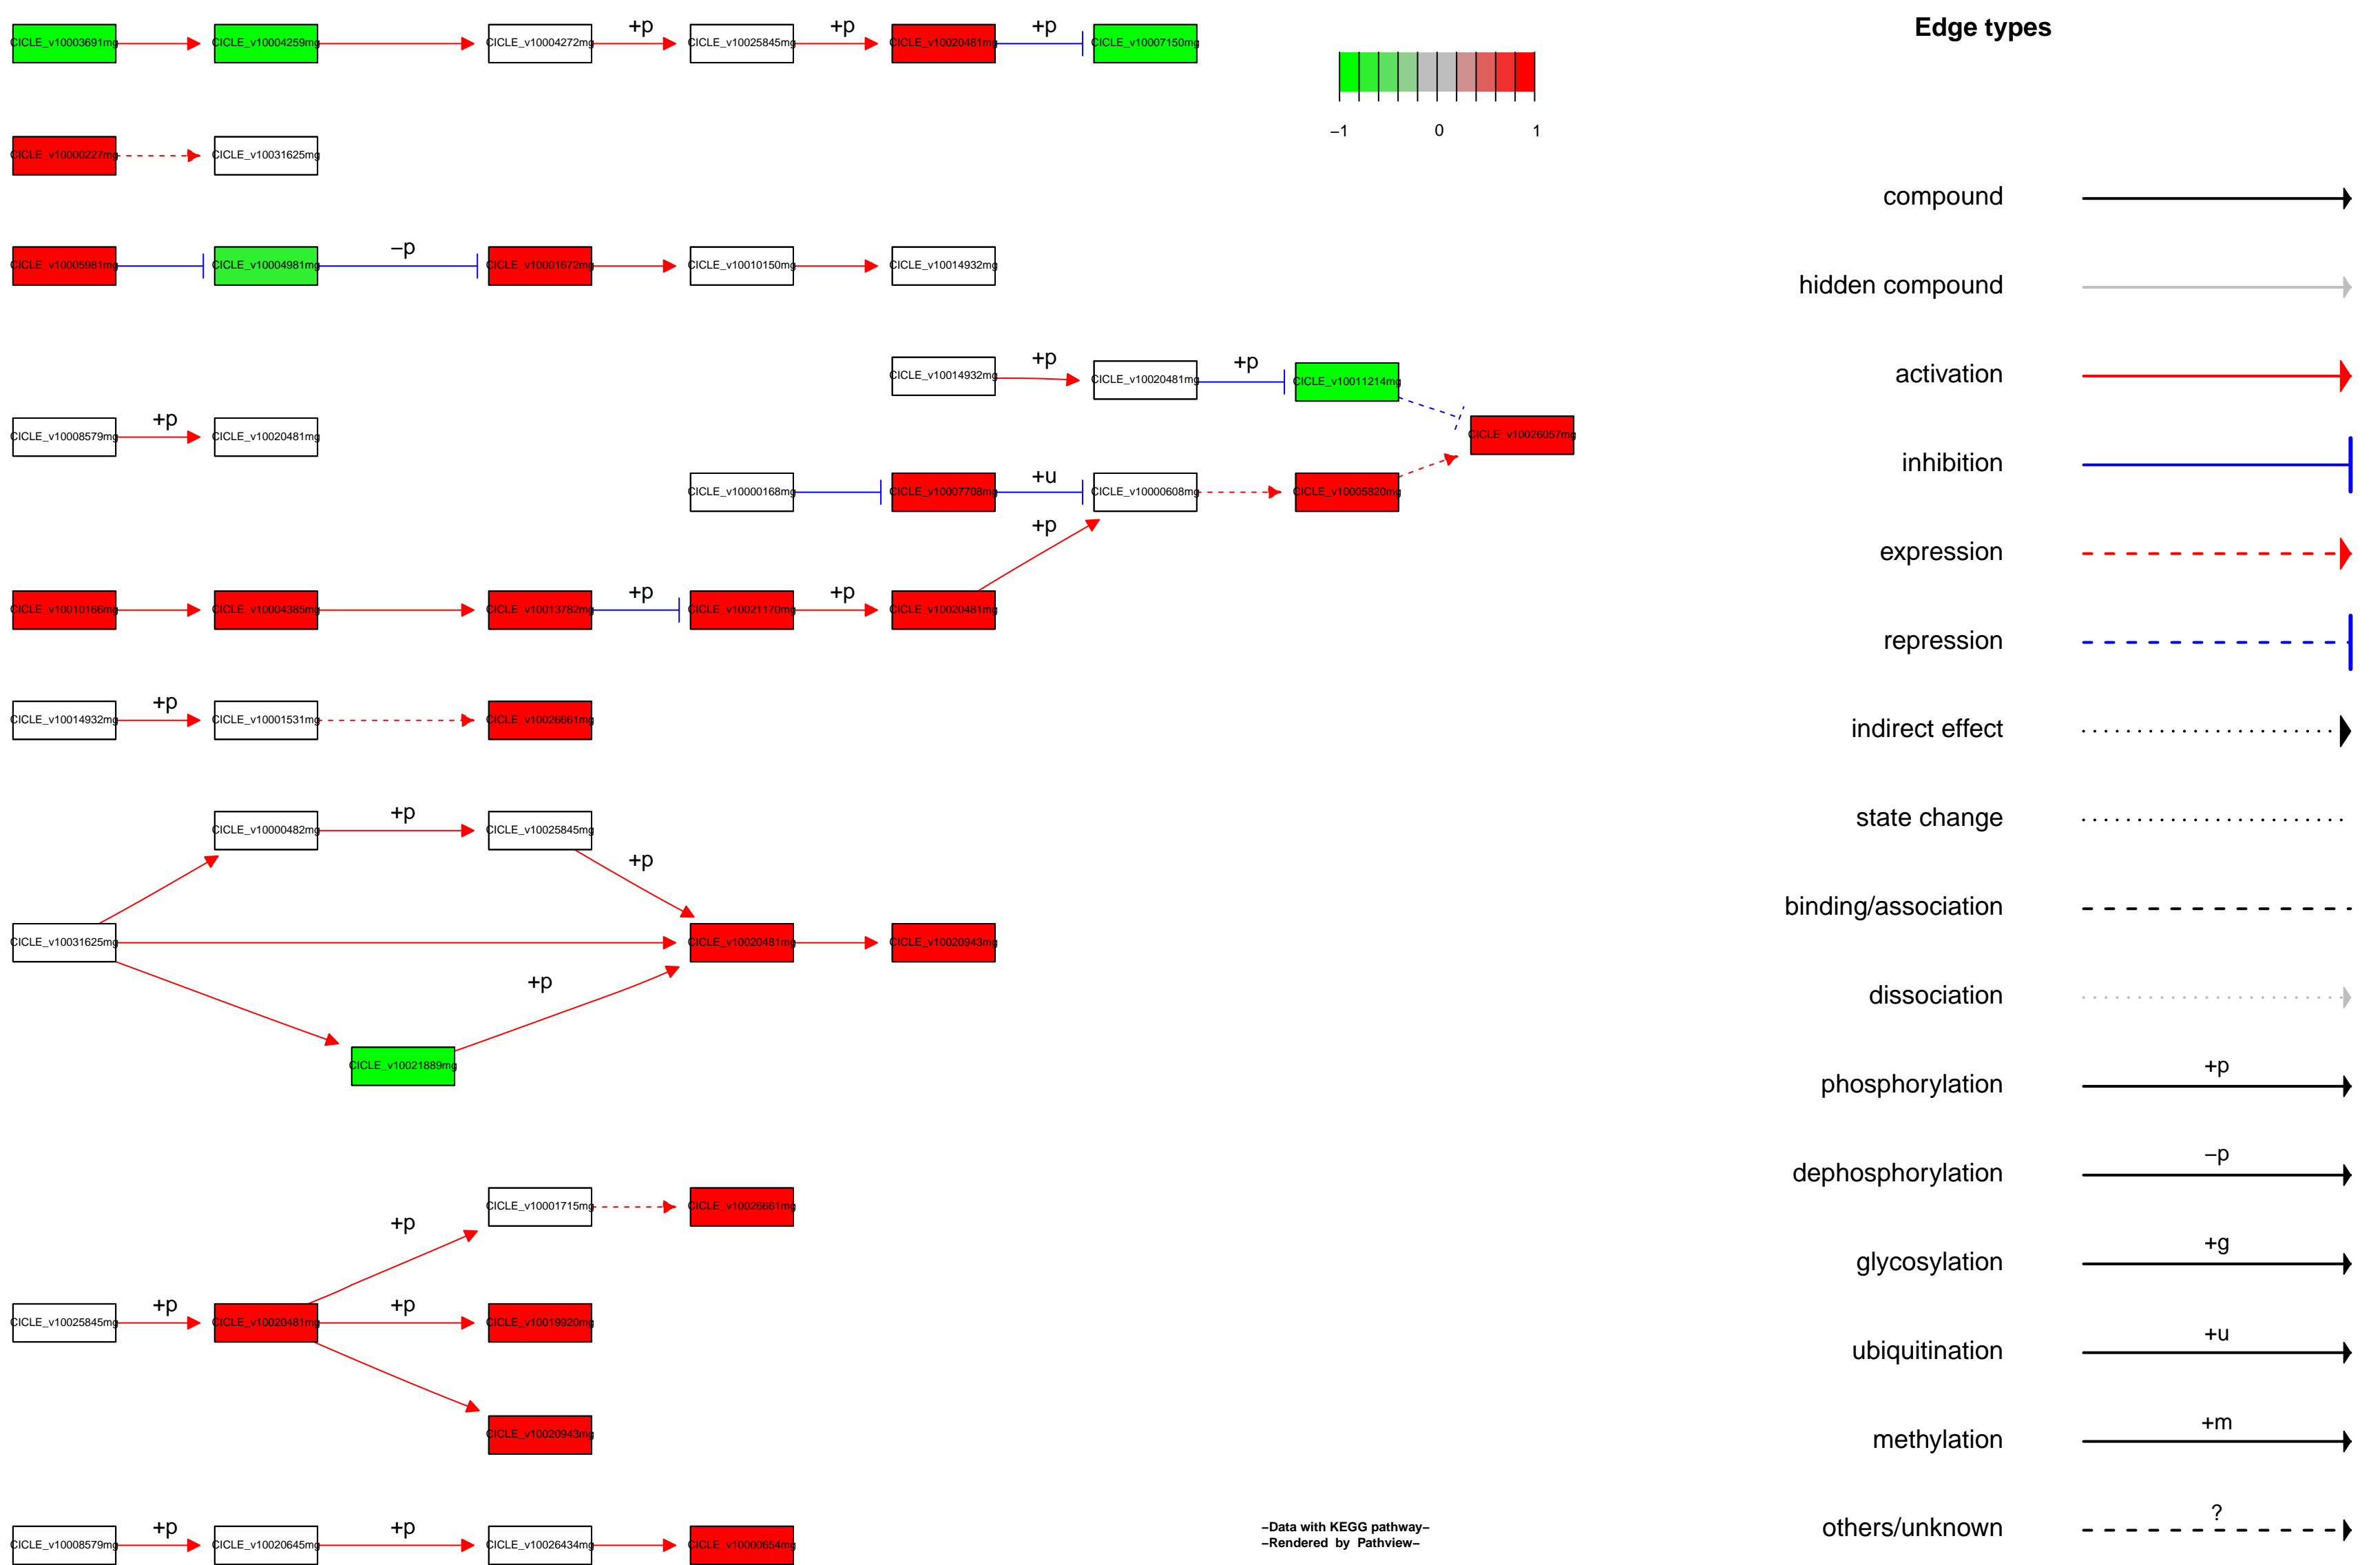 CICLE_v10003691mg CICLE_v10004259mg CICLE_v10004272mg +p CICLE_v10025845mg +p CICLE_v10020481mg +p CICLE_v10007150mg
−1 0 1
CICLE_v10000227mg CICLE_v10031625mg
CICLE_v10005981mg CICLE_v10004981mg −p CICLE_v10001672mg CICLE_v10010150mg CICLE_v10014932mg
CICLE_v10014932mg +p CICLE_v10020481mg +p CICLE_v10011214mg
CICLE_v10008579mg +p CICLE_v10020481mg CICLE_v10026057mg
CICLE_v10000168mg CICLE_v10007708mg +u CICLE_v10000608mg CICLE_v10005820mg
+p
CICLE_v10010166mg CICLE_v10004385mg CICLE_v10013782mg +p CICLE_v10021170mg +p CICLE_v10020481mg
CICLE_v10014932mg +p CICLE_v10001531mg CICLE_v10026661mg
CICLE_v10000482mg +p CICLE_v10025845mg
+p
CICLE_v10031625mg CICLE_v10020481mg CICLE_v10020943mg
+p
CICLE_v10021889mg
CICLE_v10001715mg CICLE_v10026661mg
+p
CICLE_v10025845mg +p CICLE_v10020481mg +p CICLE_v10019920mg
CICLE_v10020943mg
CICLE_v10008579mg +p CICLE_v10020645mg +p CICLE_v10026434mg CICLE_v10000654mg
−Data with KEGG pathway−
−Rendered by Pathview−
Edge types
compound
hidden compound
activation
inhibition
expression
repression
indirect effect
state change
binding/association
dissociation
phosphorylation +p
dephosphorylation −p
glycosylation +g
ubiquitination +u
methylation +m
others/unknown ?